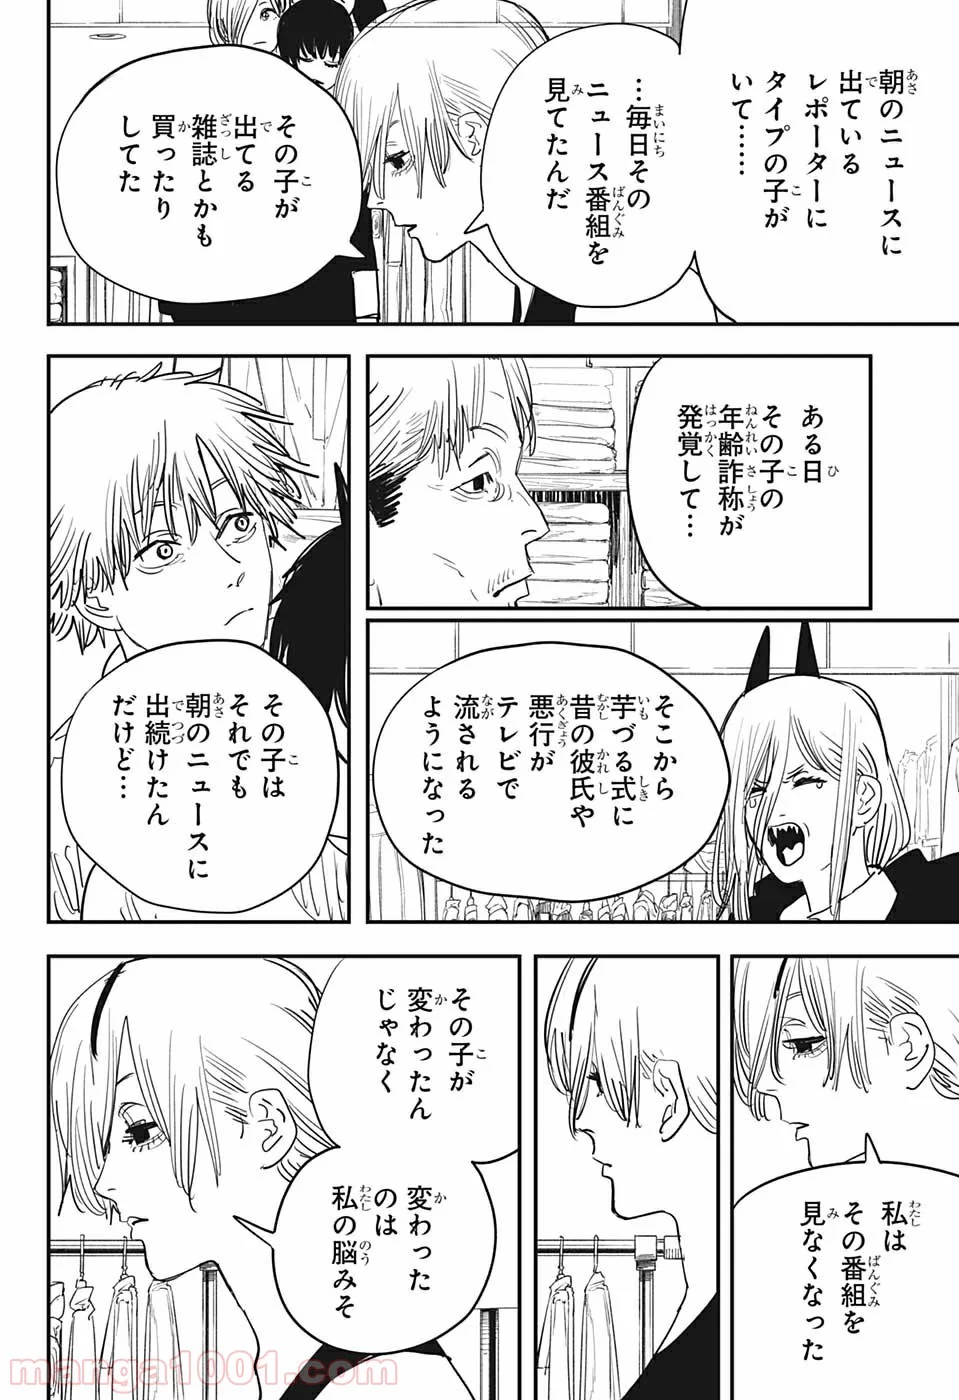 朝のニュースに
出ている
レポーターに
タイプの子が
いて……
…毎日その
ニュース番組を
見てたんだ
その子が
出てる
雑誌とかも
買ったり
してた
ある日
その子の
年齢詐称が
発覚して…
そこから
芋づる式に
昔の彼氏や
悪行が
テレビで
流される
ようになった
その子は
それでも
朝のニュースに
出続けたん
だけど…
私は
その番組を
見なくなった
その子が
変わったん
じゃなく
変わった
のは
私の脳みそ
manga1001.com